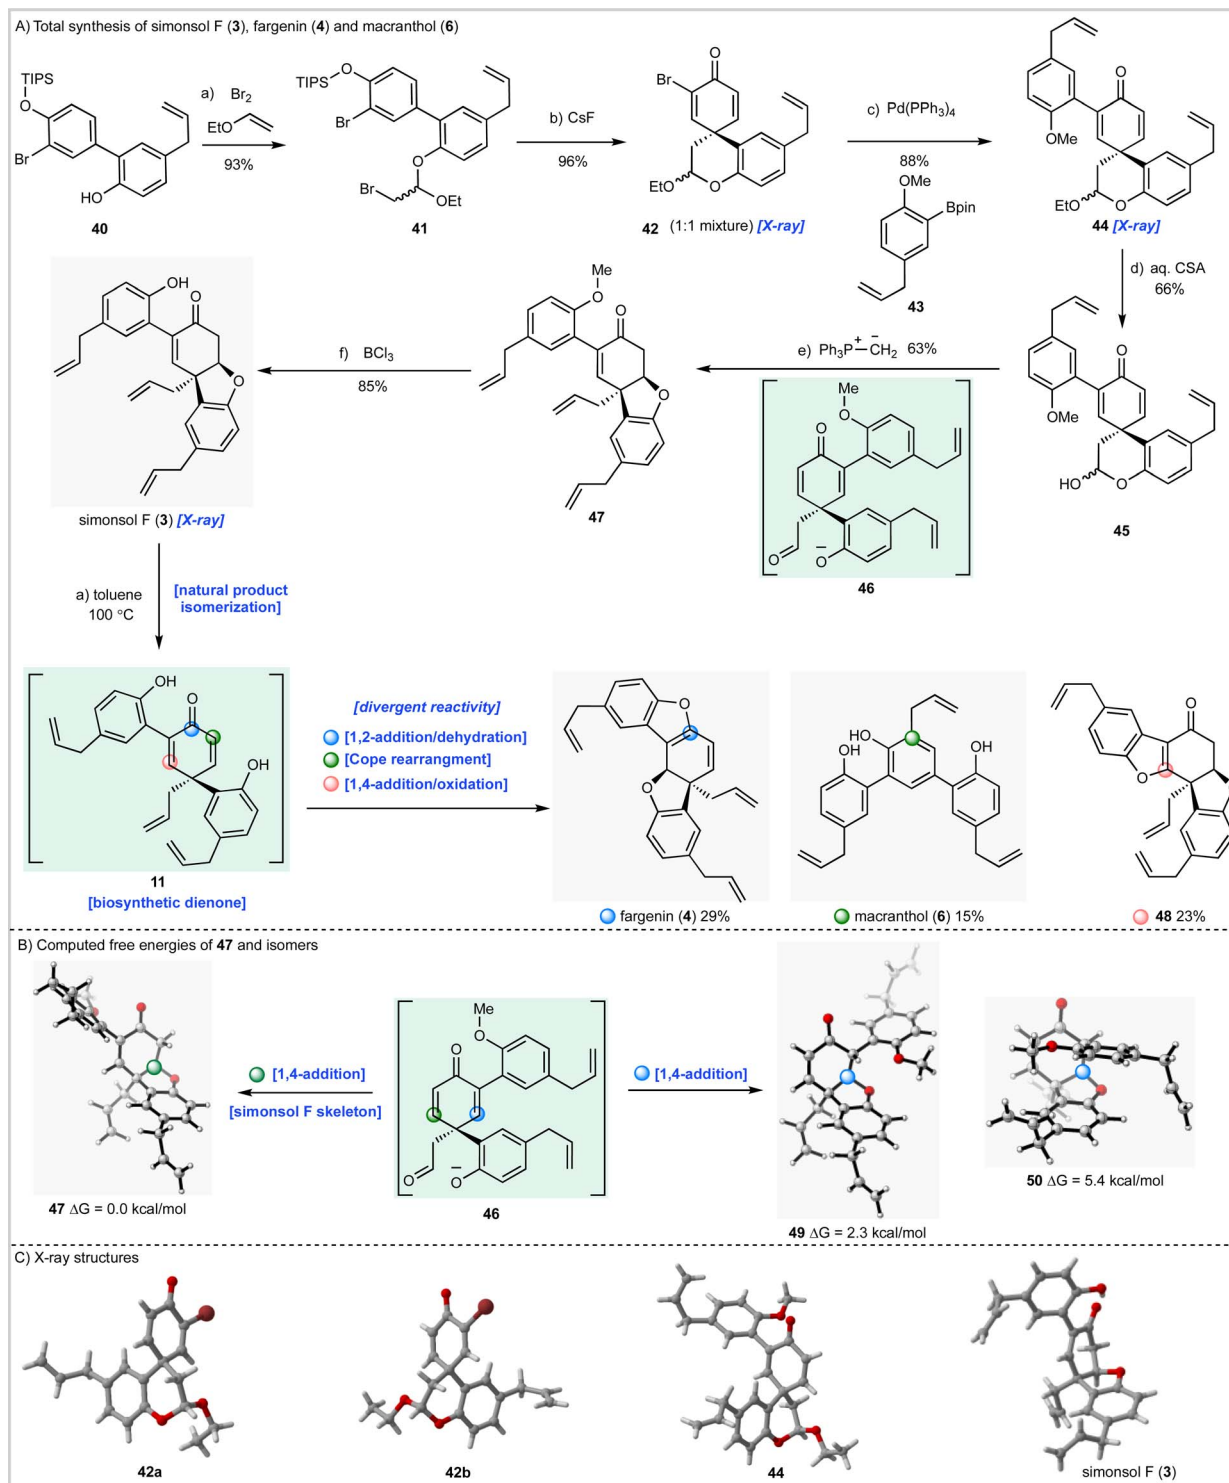 A) Total synthesis of simonsol F (3), fargenin (4) and macranthol (6)
TIPS
O
Br
HO
40
a) Br2
EtO
93%
TIPS
O
Br
O
Br
OEt
41
b) CsF
96%
O
Br
EtO
O
42 (1:1 mixture) [X-ray]
c) Pd(PPh3)4
88%
OMe
Bpin
43
O
OMe
EtO
O
44 [X-ray]
d) aq. CSA
66%
O
OMe
HO
O
45
e) Ph3P+–CH2− 63%
Me
O
O
O
O−
46
Me
O
O
O
47
f) BCl3
85%
OH
O
O
simonsol F (3) [X-ray]
a) toluene
100 °C
[natural product
isomerization]
OH
O
OH
11
[biosynthetic dienone]
[divergent reactivity]
[1,2-addition/dehydration]
[Cope rearrangment]
[1,4-addition/oxidation]
O
O
fargenin (4) 29%
OH
HO
OH
macranthol (6) 15%
O
O
48 23%
B) Computed free energies of 47 and isomers
47 ΔG = 0.0 kcal/mol
[1,4-addition]
[simonsol F skeleton]
Me
O
O
O
O−
46
[1,4-addition]
49 ΔG = 2.3 kcal/mol
50 ΔG = 5.4 kcal/mol
C) X-ray structures
42a
42b
44
simonsol F (3)